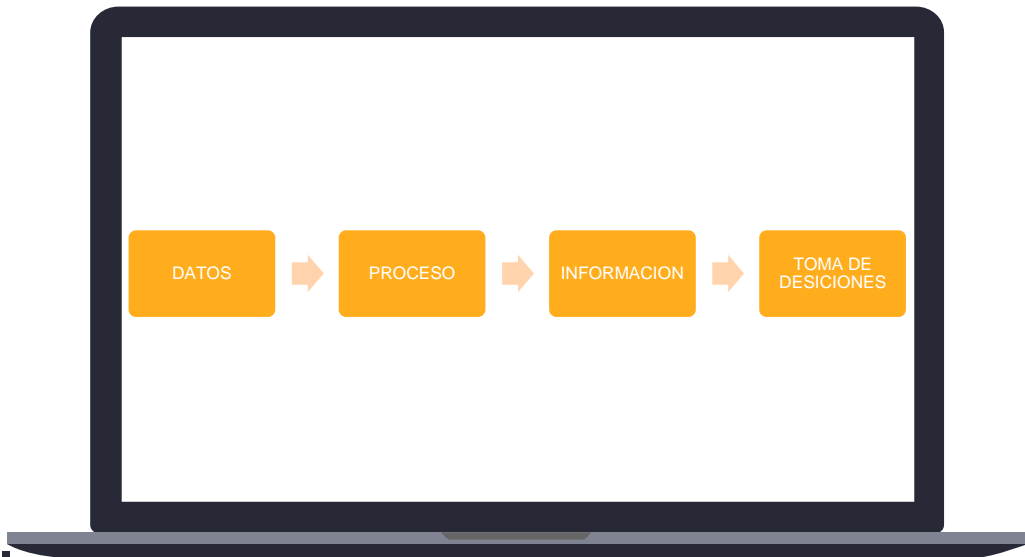 DATOS
PROCESO
INFORMACION
TOMA DE
DESICIONES